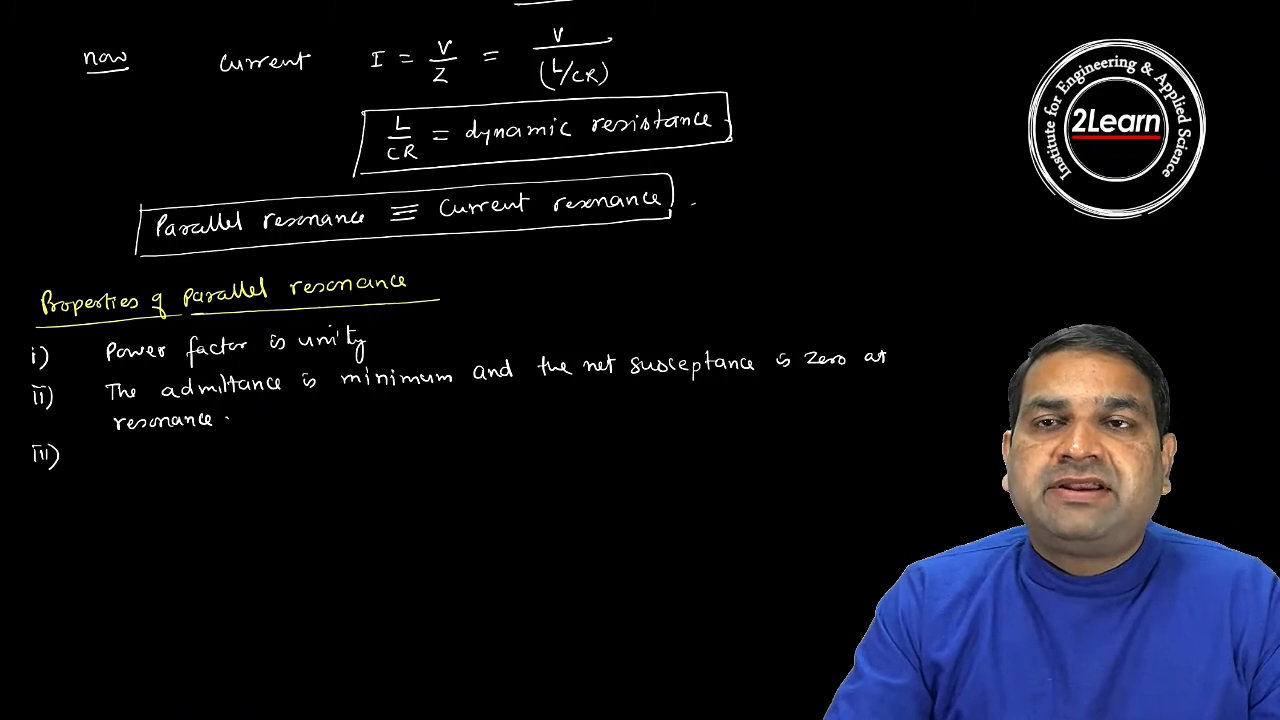 now current I = V/Z = V/(L/CR)
L/CR = dynamic resistance
Parallel resonance ≡ Current resonance .
Properties of parallel resonance
i) Power factor is unity
ii) The admittance is minimum and the net susceptance is zero at
resonance .
iii)
Institute for Engineering & Applied Science
2Learn